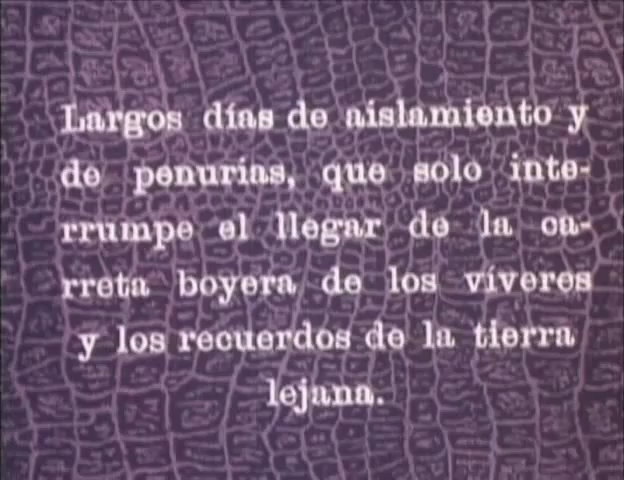 Largos días de aislamiento y
de penurias, que solo inte-
rrumpe el llegar de la ca-
rreta boyera de los víveres
y los recuerdos de la tierra
lejana.